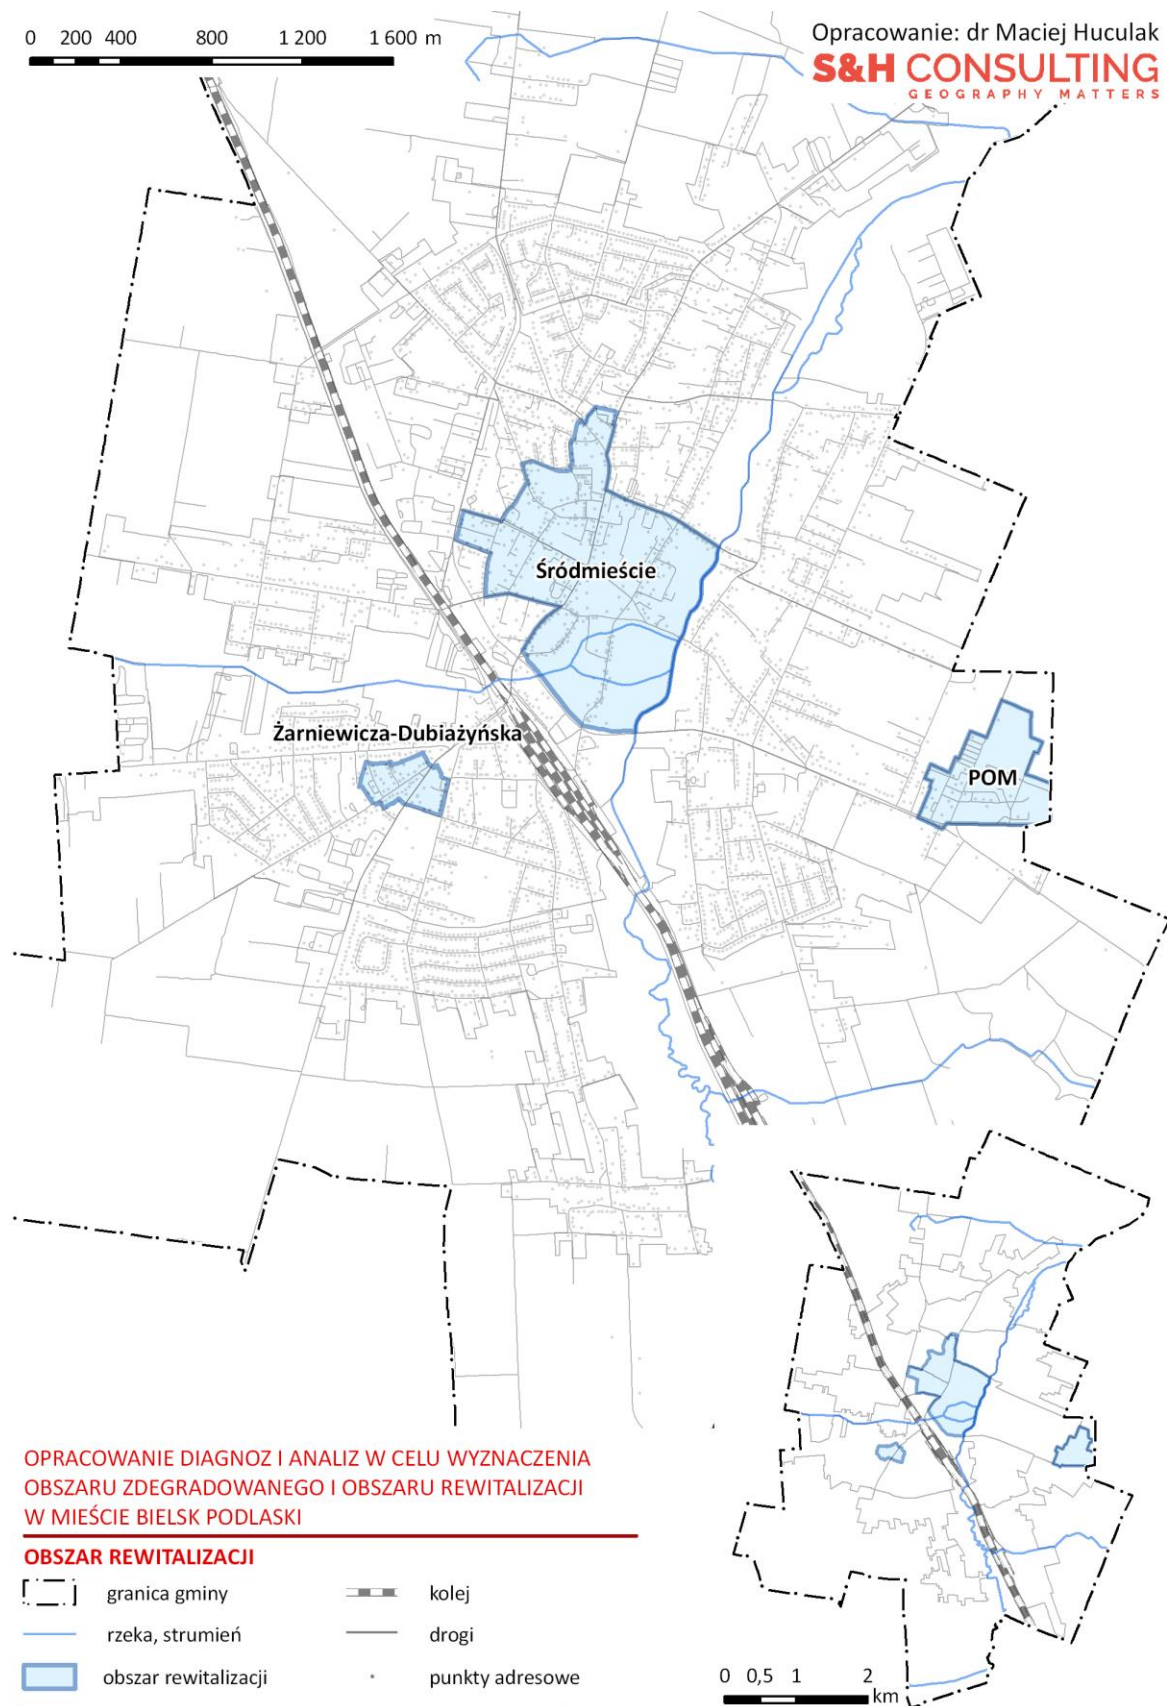 0 200 400 800 1 200 1 600 m
Opracowanie: dr Maciej Huculak
S&H CONSULTING
GEOGRAPHY MATTERS
Śródmieście
Żarniewicza-Dubiażyńska
POM
OPRACOWANIE DIAGNOZ I ANALIZ W CELU WYZNACZENIA
OBSZARU ZDEGRADOWANEGO I OBSZARU REWITALIZACJI
W MIEŚCIE BIELSK PODLASKI
OBSZAR REWITALIZACJI
granica gminy
kolej
rzeka, strumień
drogi
obszar rewitalizacji
punkty adresowe
0 0,5 1 2
km